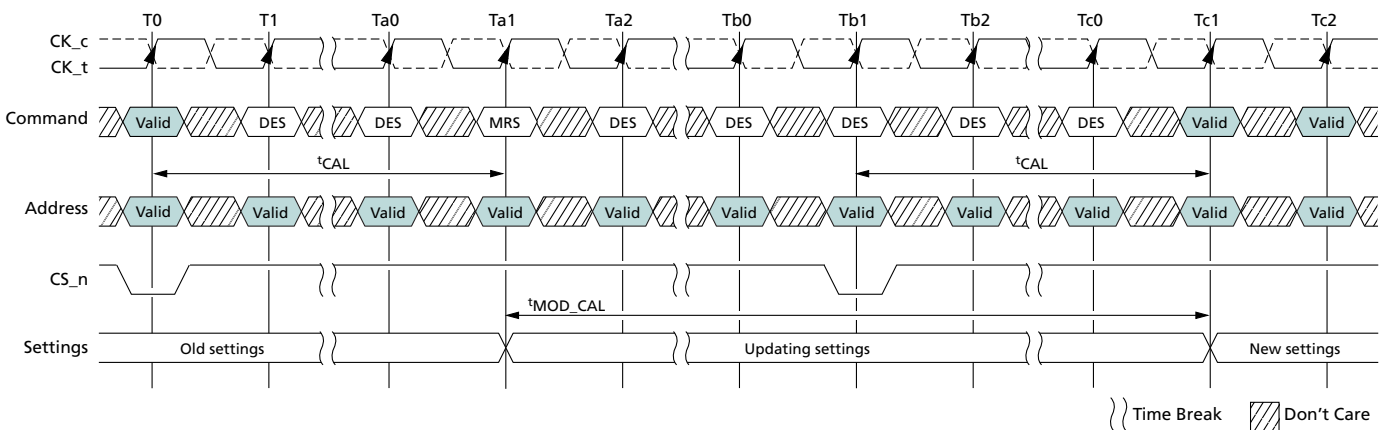 T0 T1 Ta0 Ta1 Ta2 Tb0 Tb1 Tb2 Tc0 Tc1 Tc2
CK_c
CK_t
Command Valid DES DES MRS DES DES DES DES DES Valid Valid
tCAL tCAL
Address Valid Valid Valid Valid Valid Valid Valid Valid Valid Valid Valid
CS_n
tMOD_CAL
Settings Old settings Updating settings New settings
Time Break Don't Care